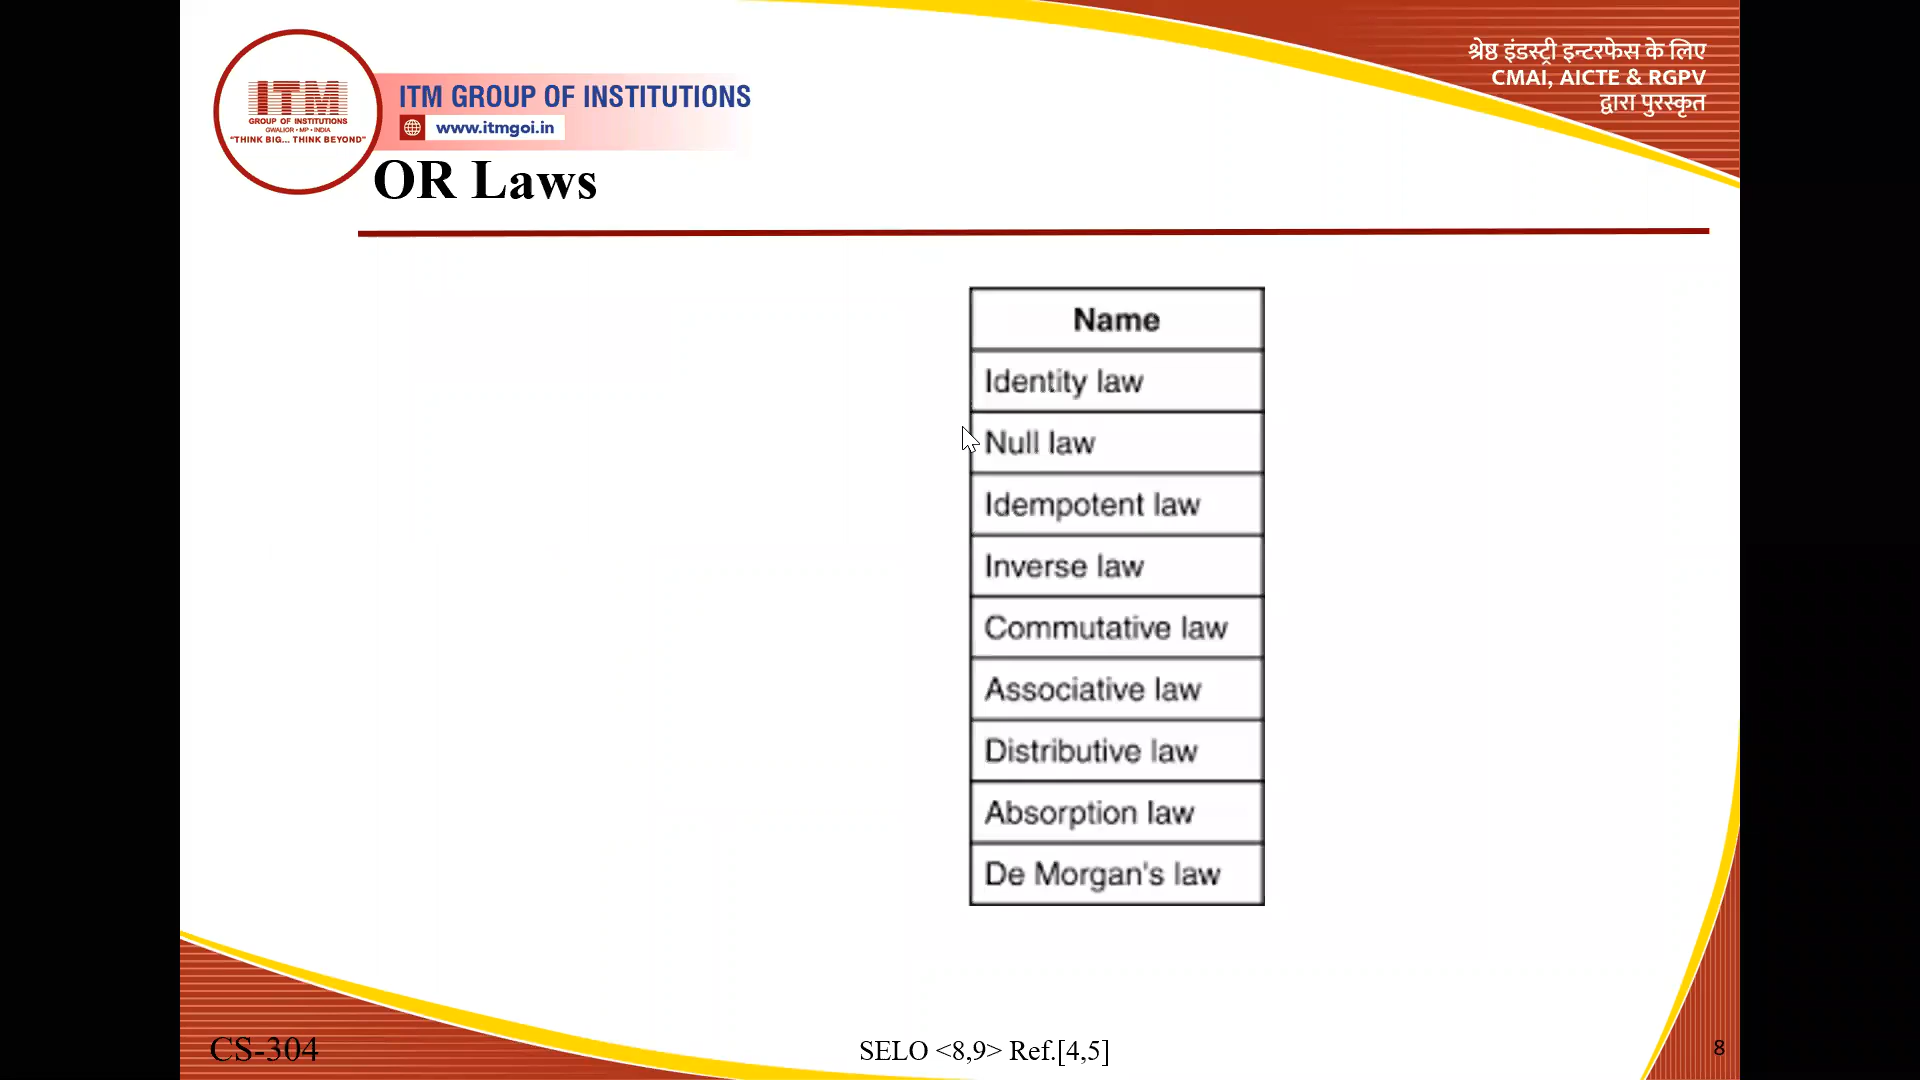 ITM
GROUP OF INSTITUTIONS
GWALIOR • MP • INDIA
"THINK BIG... THINK BEYOND"
ITM GROUP OF INSTITUTIONS
www.itmgoi.in
श्रेष्ठ इंडस्ट्री इन्टरफेस के लिए
CMAI, AICTE & RGPV
द्वारा पुरस्कृत
OR Laws
Name
Identity law
Null law
Idempotent law
Inverse law
Commutative law
Associative law
Distributive law
Absorption law
De Morgan's law
CS-304
SELO <8,9> Ref.[4,5]
8